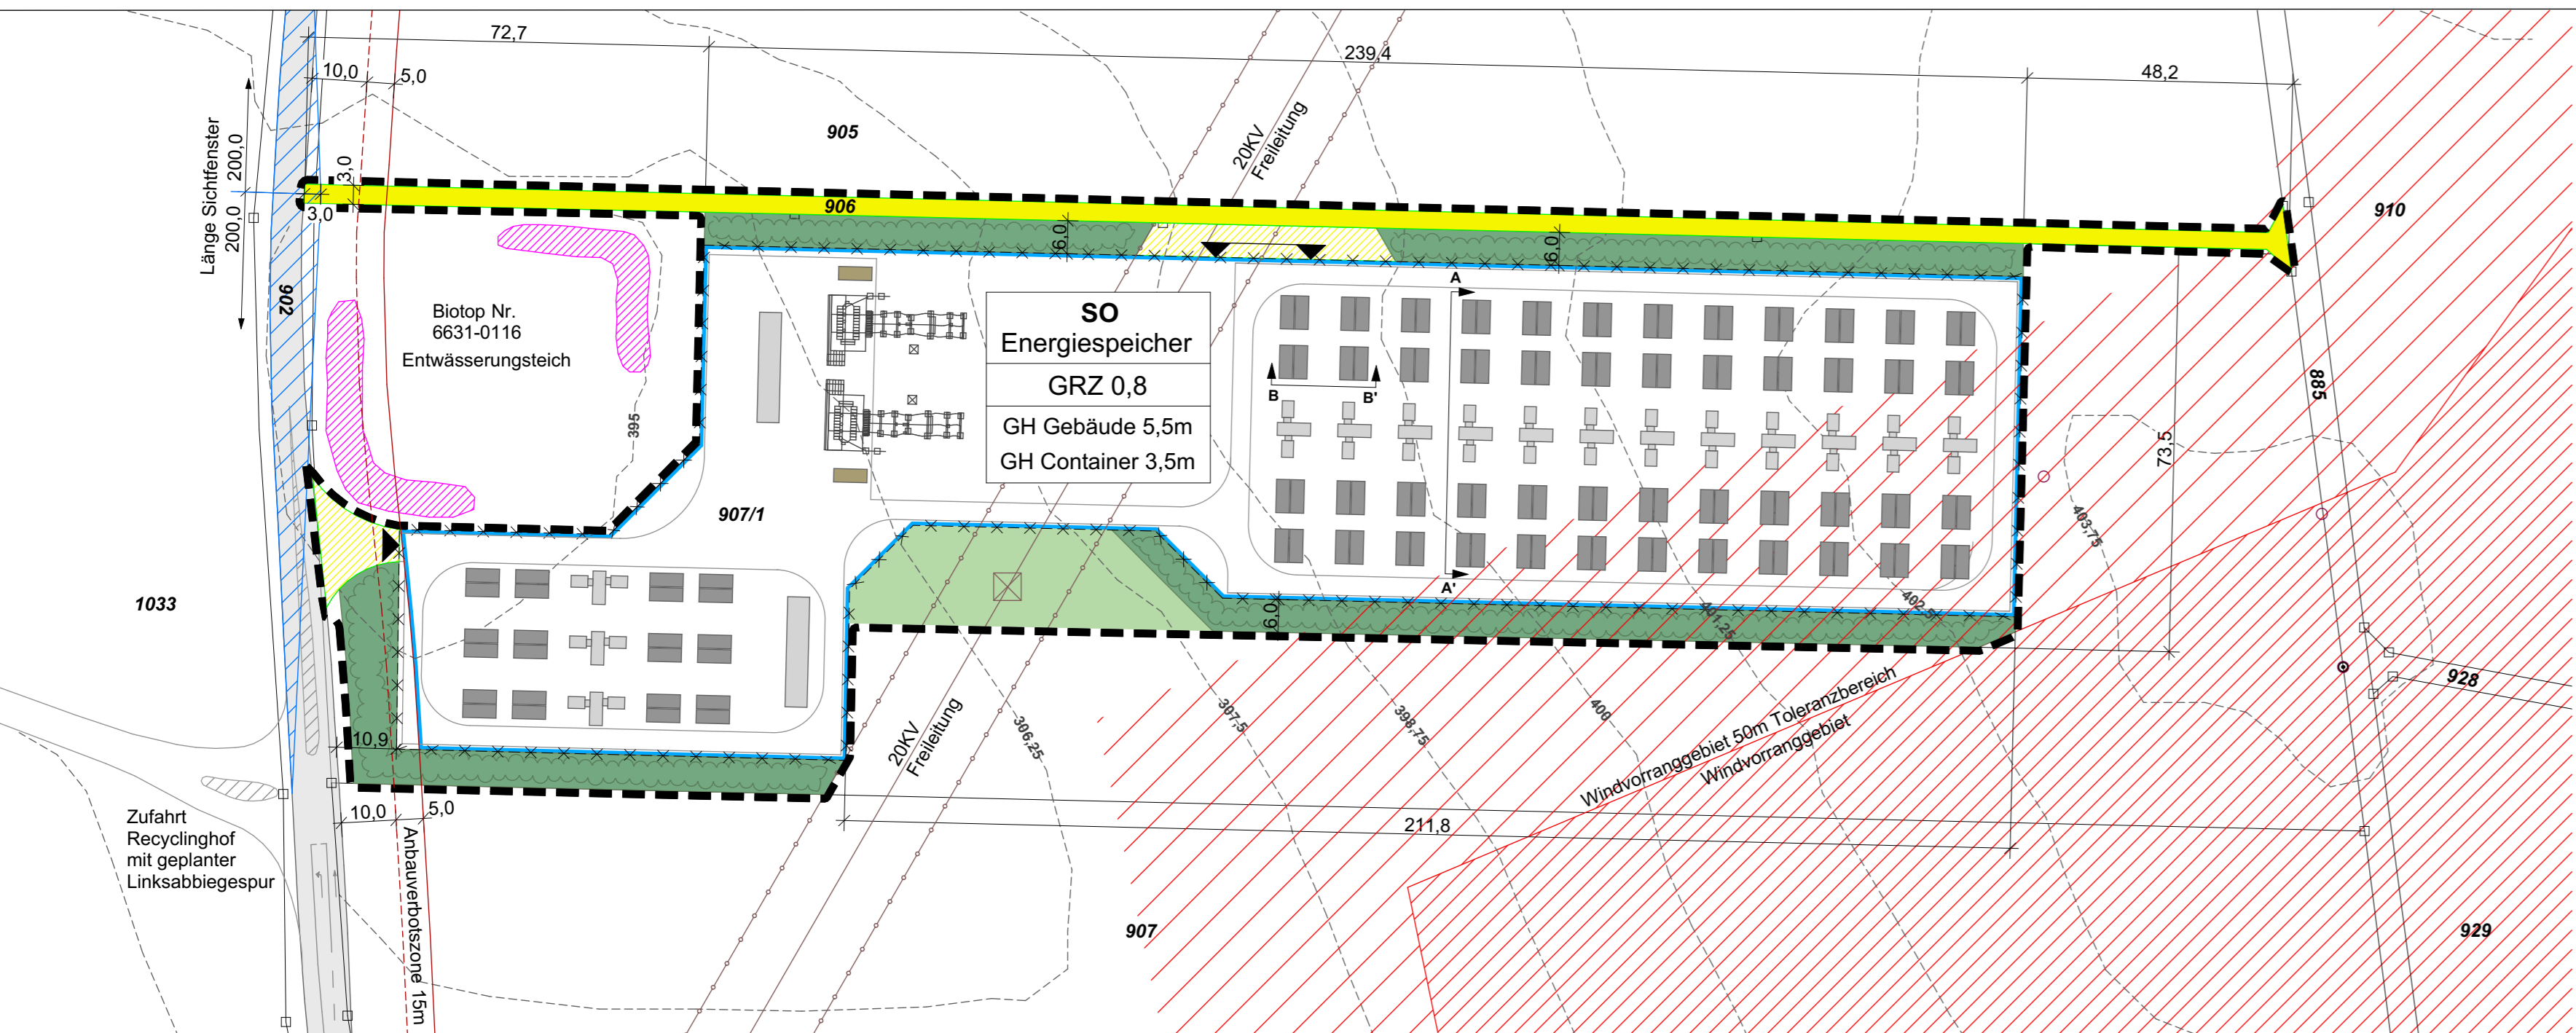 72,7
239,4
48,2
10,0
5,0
905
20KV
Freileitung
Länge Sichtfenster
200,0
200,0
3,0
3,0
906
910
6,0
6,0
902
Biotop Nr.
6631-0116
Entwässerungsteich
SO
Energiespeicher
GRZ 0,8
GH Gebäude 5,5m
GH Container 3,5m
A
B
B'
885
395
73,5
907/1
403,75
A'
1033
6,0
402,5
401,25
928
10,9
20KV
Freileitung
306,25
307,5
398,75
400
Windvorranggebiet 50m Toleranzbereich
Windvorranggebiet
10,0
5,0
211,8
Zufahrt
Recyclinghof
mit geplanter
Linksabbiegespur
Anbauverbotszone 15m
907
929